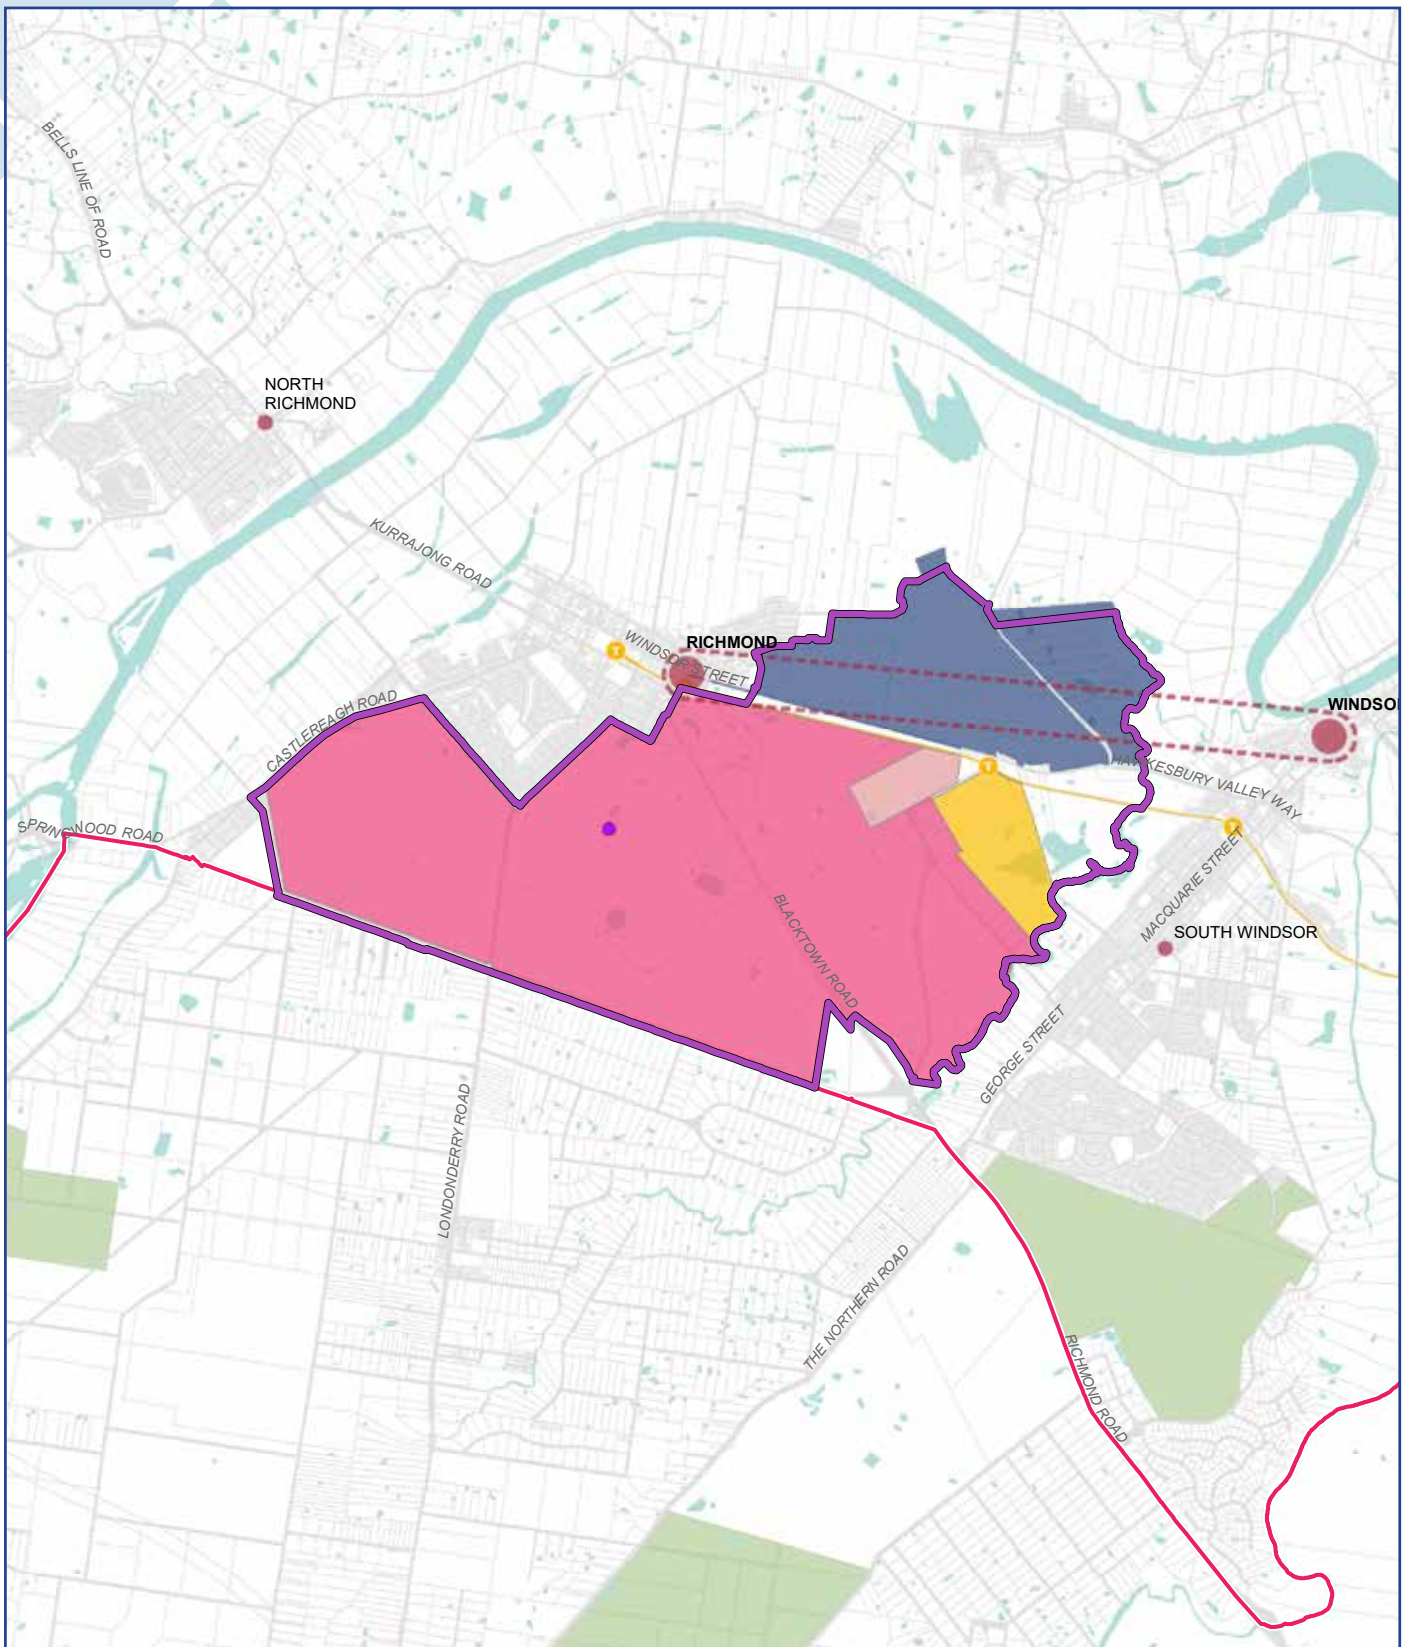 BELLS LINE OF ROAD
NORTH
RICHMOND
KURRAJONG ROAD
WINDSOR STREET
RICHMOND
CASTLEREAGH ROAD
WINDSO
HAWKESBURY VALLEY WAY
SPRINGWOOD ROAD
T
T
T
MACQUARIE STREET
BLACKTOWN ROAD
SOUTH WINDSOR
GEORGE STREET
LONDONDERRY ROAD
THE NORTHERN ROAD
RICHMOND ROAD